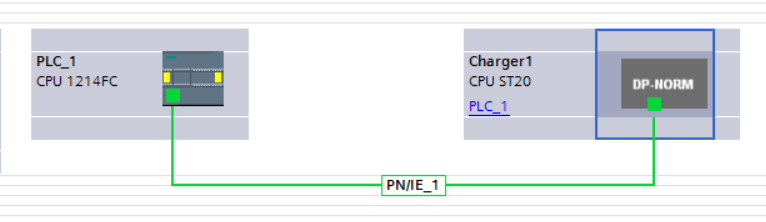 PLC_1
CPU 1214FC
Charger1
CPU ST20
PLC_1
DP-NORM
PN/IE_1